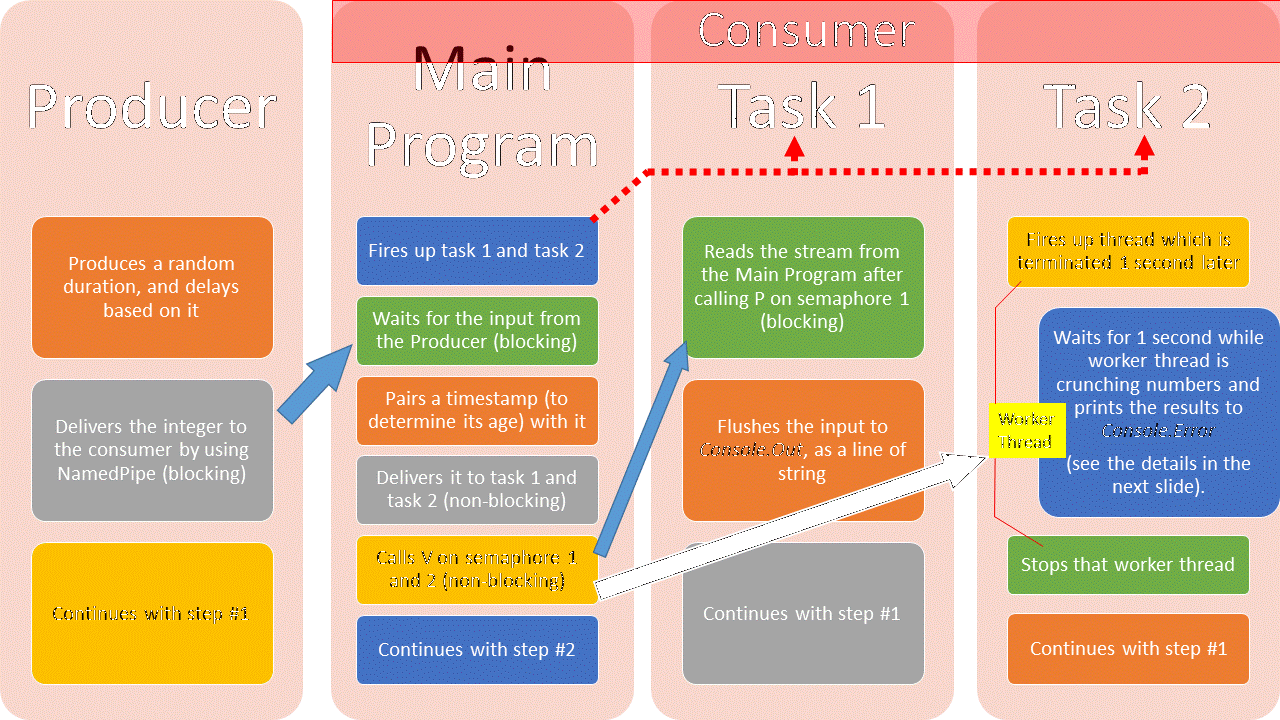 Consumer
Producer
Main
Program
Task 1
Task 2
Produces a random
duration, and delays
based on it
Delivers the integer to
the consumer by using
NamedPipe (blocking)
Continues with step #1
Fires up task 1 and task 2
Waits for the input from
the Producer (blocking)
Pairs a timestamp (to
determine its age) with it
Delivers it to task 1 and
task 2 (non-blocking)
Calls V on semaphore 1
and 2 (non-blocking)
Continues with step #2
Reads the stream from
the Main Program after
calling P on semaphore 1
(blocking)
Flushes the input to
Console.Out, as a line of
string
Continues with step #1
Fires up thread which is
terminated 1 second later
Waits for 1 second while
worker thread is
crunching numbers and
prints the results to
Console.Error
(see the details in the
next slide).
Worker
Thread
Stops that worker thread
Continues with step #1